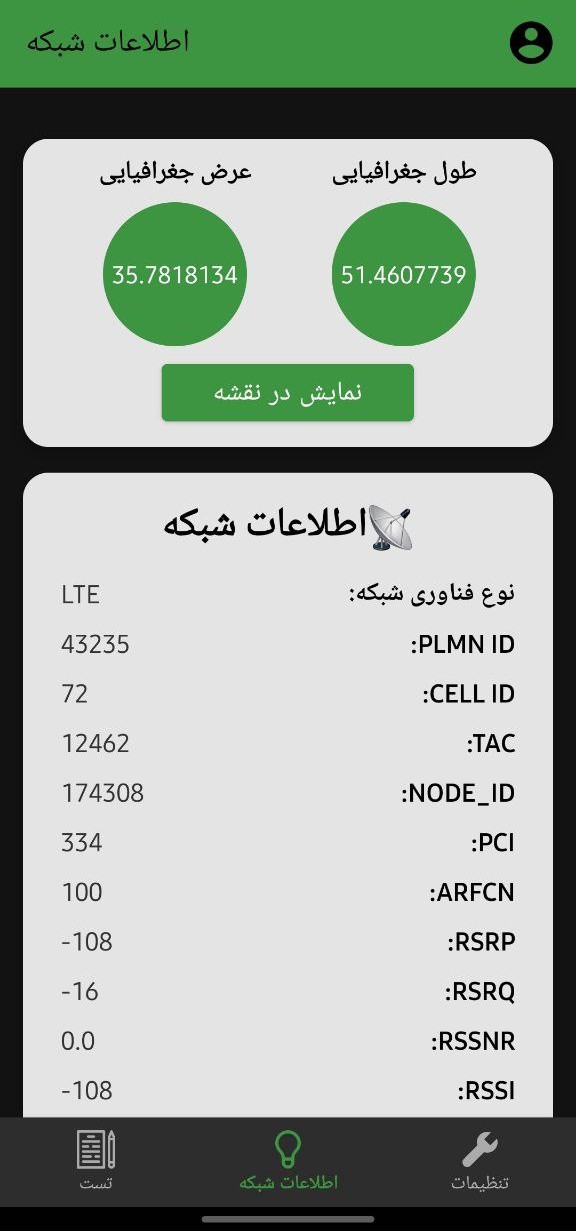 اطلاعات شبکه
طول جغرافیایی
عرض جغرافیایی
51.4607739
35.7818134
نمایش در نقشه
اطلاعات شبکه
نوع فناوری شبکه: LTE
PLMN ID: 43235
CELL ID: 72
TAC: 12462
NODE_ID: 174308
PCI: 334
ARFCN: 100
RSRP: -108
RSRQ: -16
RSSNR: 0.0
RSSI: -108
تنظیمات
اطلاعات شبکه
تست